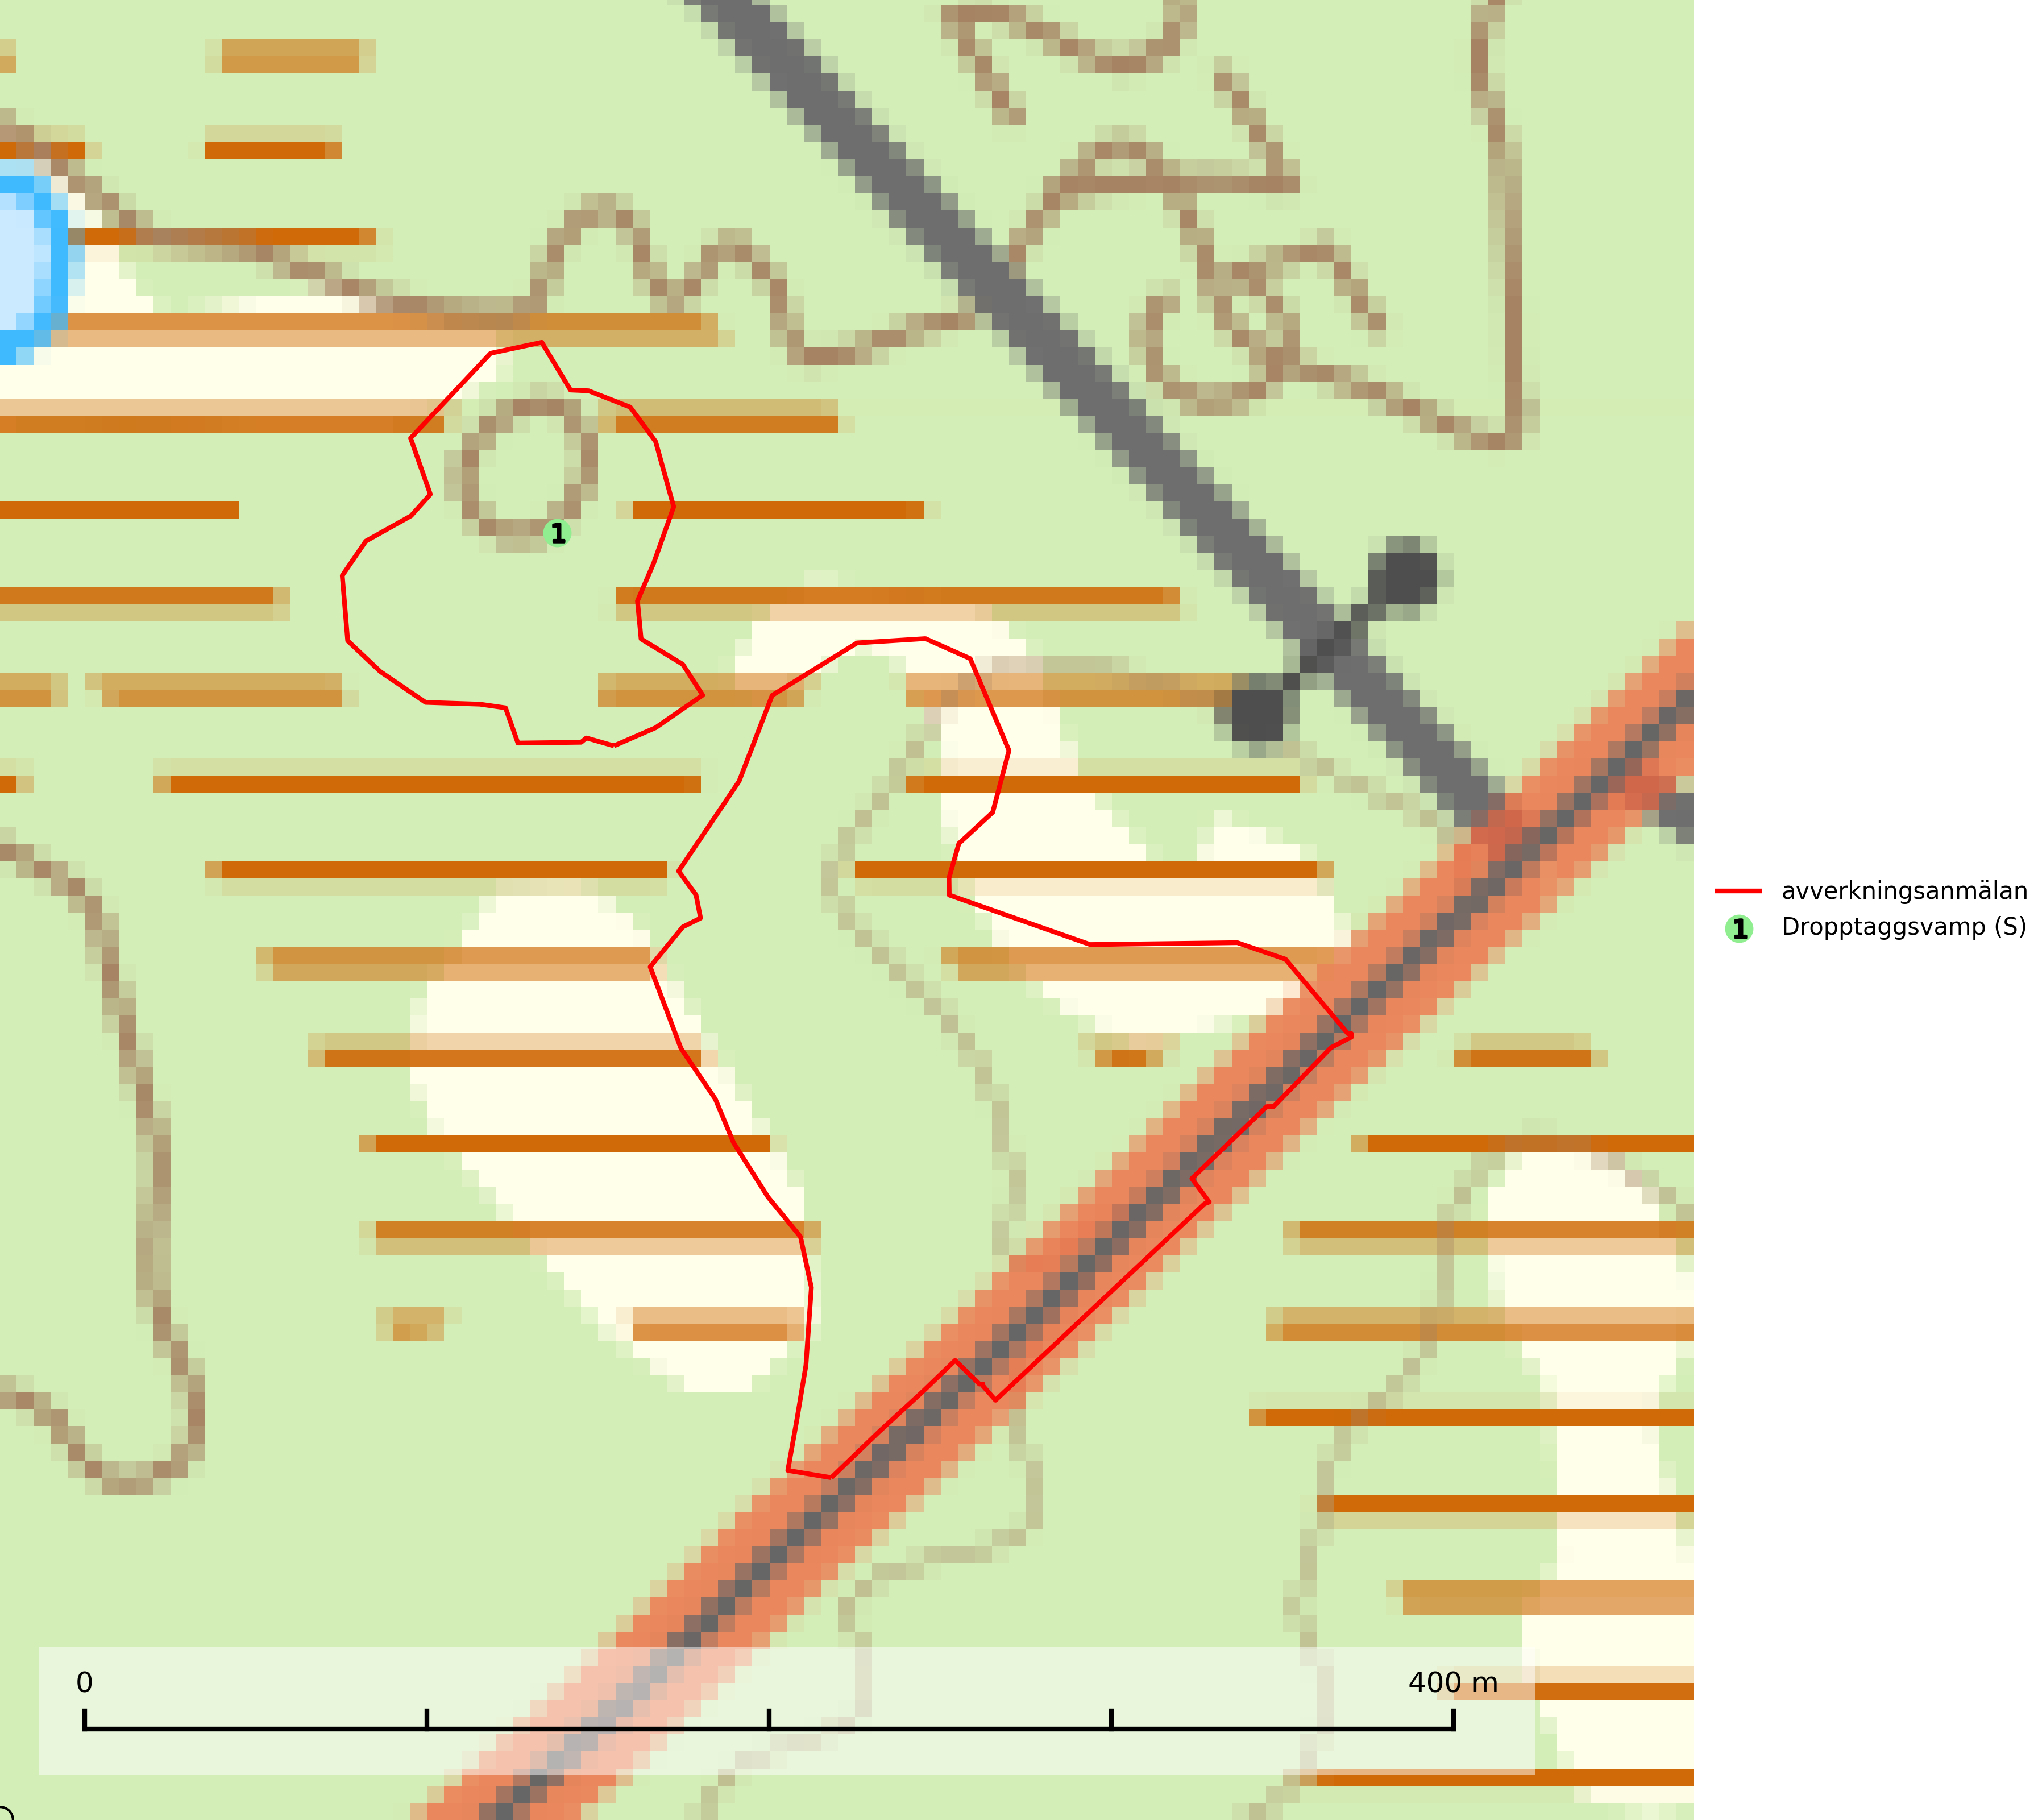 1
avverkningsanmälan
1 Dropptaggsvamp (S)
0 400 m